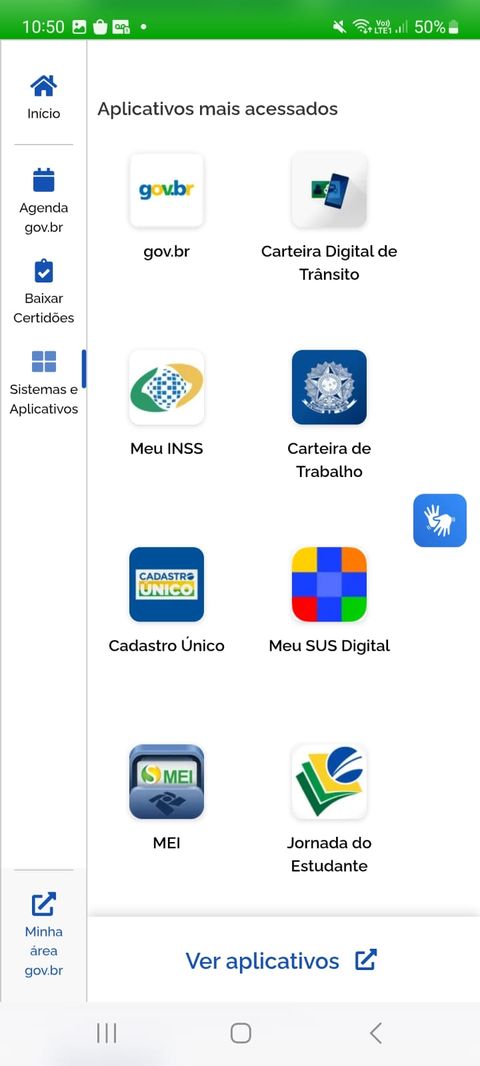 10:50
Vo))
LTE1
50%
Início
Agenda
gov.br
Baixar
Certidões
Sistemas e
Aplicativos
Aplicativos mais acessados
gov.br
gov.br
Carteira Digital de
Trânsito
Meu INSS
Carteira de
Trabalho
CADASTRO
ÚNICO
Cadastro Único
Meu SUS Digital
MEI
MEI
Jornada do
Estudante
Minha
área
gov.br
Ver aplicativos